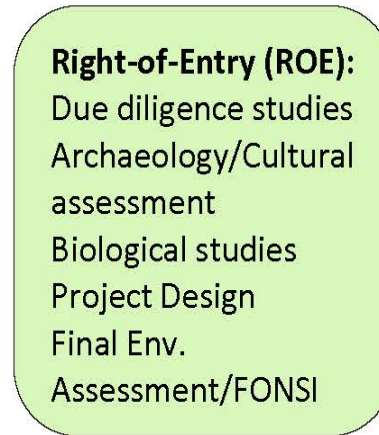 Right-of-Entry (ROE):
Due diligence studies
Archaeology/Cultural
assessment
Biological studies
Project Design
Final Env.
Assessment/FONSI